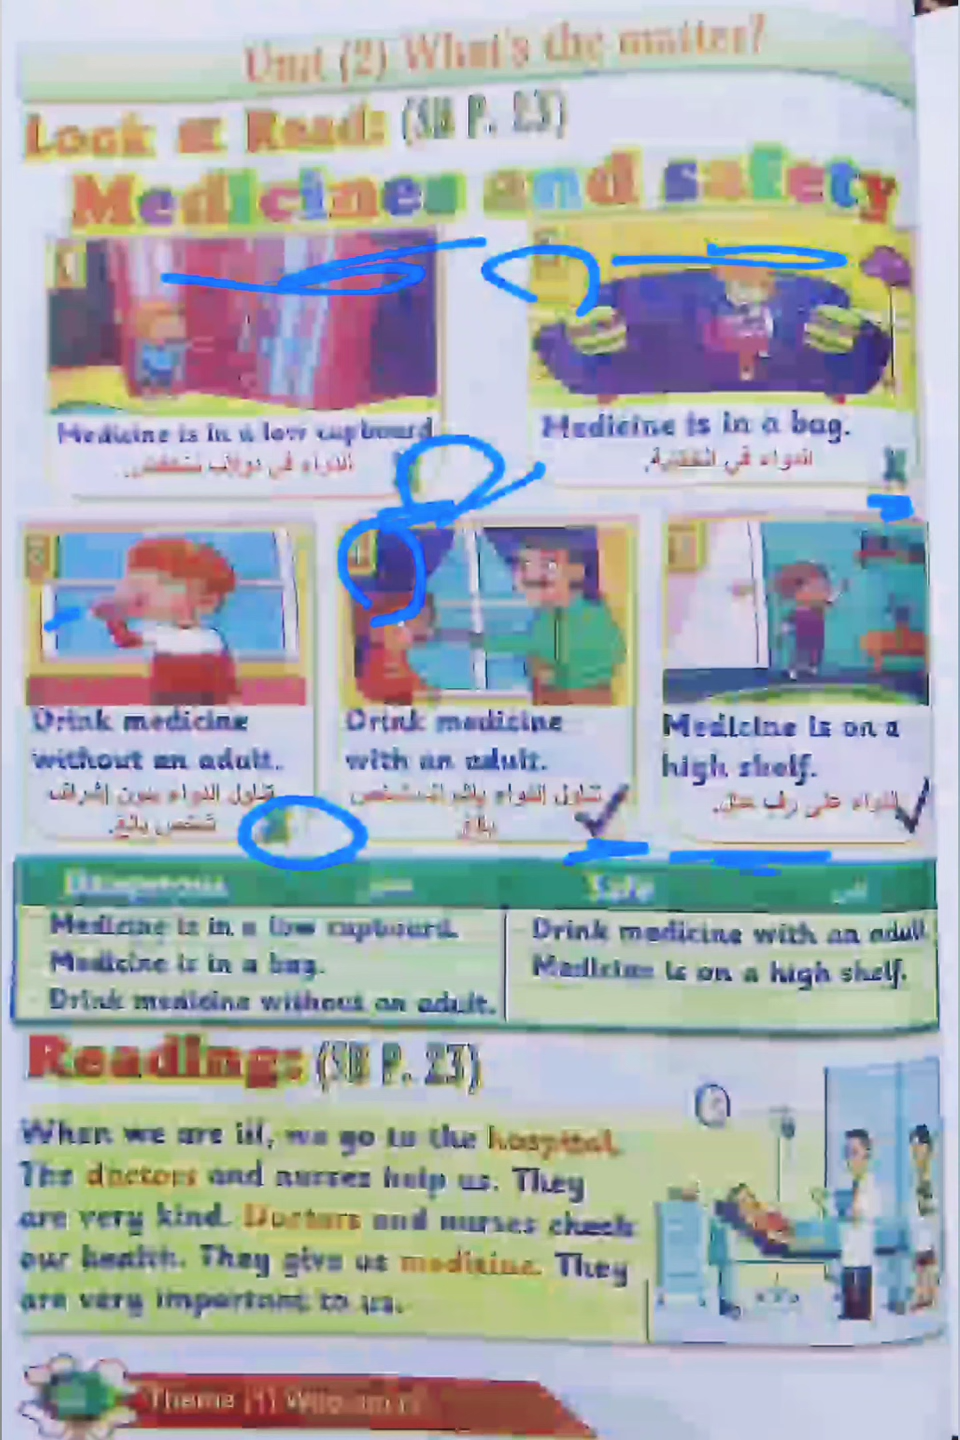 Unit (2) What's the matter?
Look & Read: (SB P. 23)
Medicines and safety
Medicine is in a low cupboard
الدواء في دولاب منخفض.
Medicine is in a bag.
الدواء في الحقيبة.
Drink medicine
without an adult.
تناول الدواء بدون إشراف
شخص بالغ.
Drink medicine
with an adult.
تناول الدواء بإشراف شخص
بالغ
Medicine is on a
high shelf.
الدواء على رف عال.
Dangerous
Safe
Medicine is in a low cupboard.
Medicine is in a bag.
Drink medicine without an adult.
Drink medicine with an adult
Medicine is on a high shelf.
Reading: (SB P. 23)
When we are ill, we go to the hospital.
The doctors and nurses help us. They
are very kind. Doctors and nurses check
our health. They give us medicine. They
are very important to us.
Theme (1) Who am I?